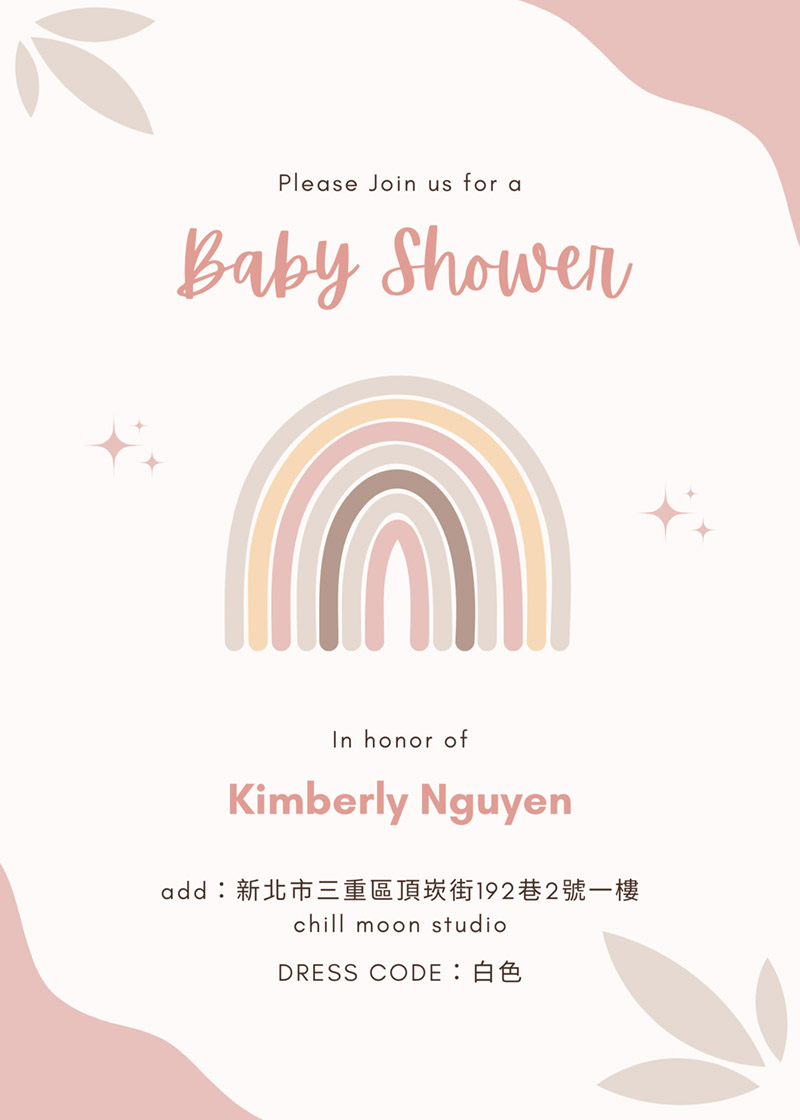 Please Join us for a
Baby Shower
In honor of
Kimberly Nguyen
add：新北市三重區頂崁街192巷2號一樓
chill moon studio
DRESS CODE：白色